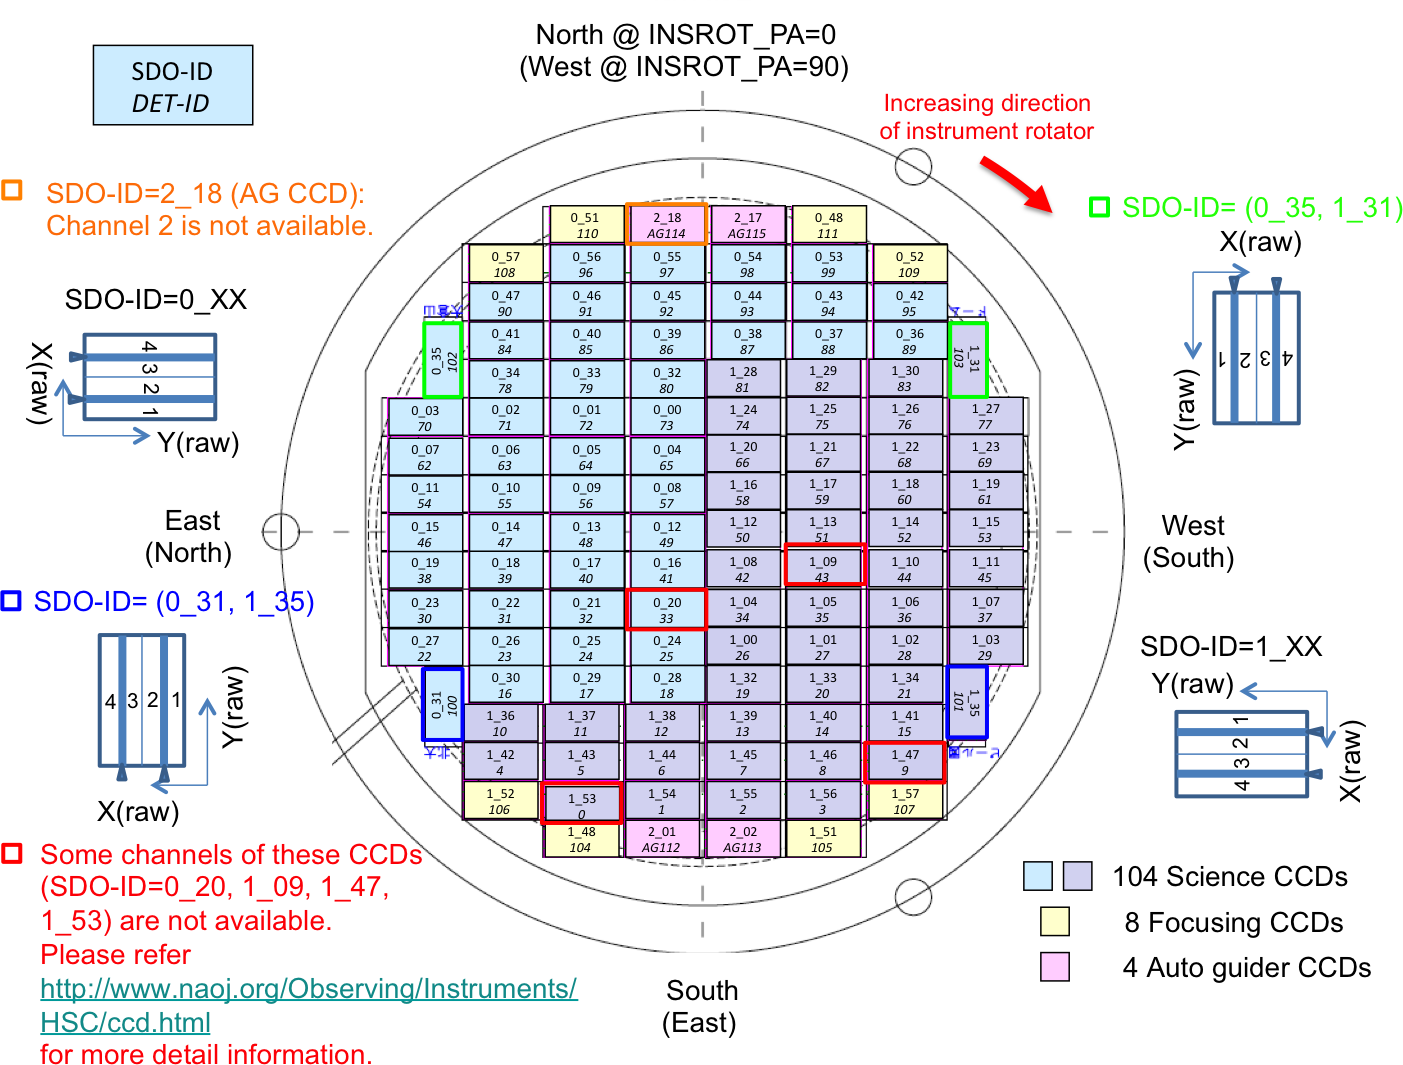 North @ INSROT_PA=0
(West @ INSROT_PA=90)
SDO-ID
DET-ID
Increasing direction
of instrument rotator
SDO-ID=2_18 (AG CCD):
Channel 2 is not available.
SDO-ID= (0_35, 1_31)
X(raw)
Y(raw)
1 2 3 4
SDO-ID=0_XX
X(raw)
4
3
2
1
Y(raw)
0_51 2_18 2_17 0_48
110 AG114 AG115 111
0_57 0_56 0_55 0_54 0_53 0_52
108 96 97 98 99 109
0_47 0_46 0_45 0_44 0_43 0_42
90 91 92 93 94 95
0_41 0_40 0_39 0_38 0_37 0_36
84 85 86 87 88 89
0_35
102
1_31
103
0_34 0_33 0_32 1_28 1_29 1_30
78 79 80 81 82 83
0_03 0_02 0_01 0_00 1_24 1_25 1_26 1_27
70 71 72 73 74 75 76 77
0_07 0_06 0_05 0_04 1_20 1_21 1_22 1_23
62 63 64 65 66 67 68 69
0_11 0_10 0_09 0_08 1_16 1_17 1_18 1_19
54 55 56 57 58 59 60 61
0_15 0_14 0_13 0_12 1_12 1_13 1_14 1_15
46 47 48 49 50 51 52 53
0_19 0_18 0_17 0_16 1_08 1_09 1_10 1_11
38 39 40 41 42 43 44 45
0_23 0_22 0_21 0_20 1_04 1_05 1_06 1_07
30 31 32 33 34 35 36 37
0_27 0_26 0_25 0_24 1_00 1_01 1_02 1_03
22 23 24 25 26 27 28 29
0_30 0_29 0_28 1_32 1_33 1_34
16 17 18 19 20 21
0_31
100
1_35
101
1_36 1_37 1_38 1_39 1_40 1_41
10 11 12 13 14 15
1_42 1_43 1_44 1_45 1_46 1_47
4 5 6 7 8 9
1_52 1_53 1_54 1_55 1_56 1_57
106 0 1 2 3 107
1_48 2_01 2_02 1_51
104 AG112 AG113 105
East
(North)
West
(South)
SDO-ID= (0_31, 1_35)
4 3 2 1
Y(raw)
X(raw)
SDO-ID=1_XX
Y(raw)
1
2
3
4
X(raw)
Some channels of these CCDs
(SDO-ID=0_20, 1_09, 1_47,
1_53) are not available.
Please refer
http://www.naoj.org/Observing/Instruments/
HSC/ccd.html
for more detail information.
South
(East)
104 Science CCDs
8 Focusing CCDs
4 Auto guider CCDs